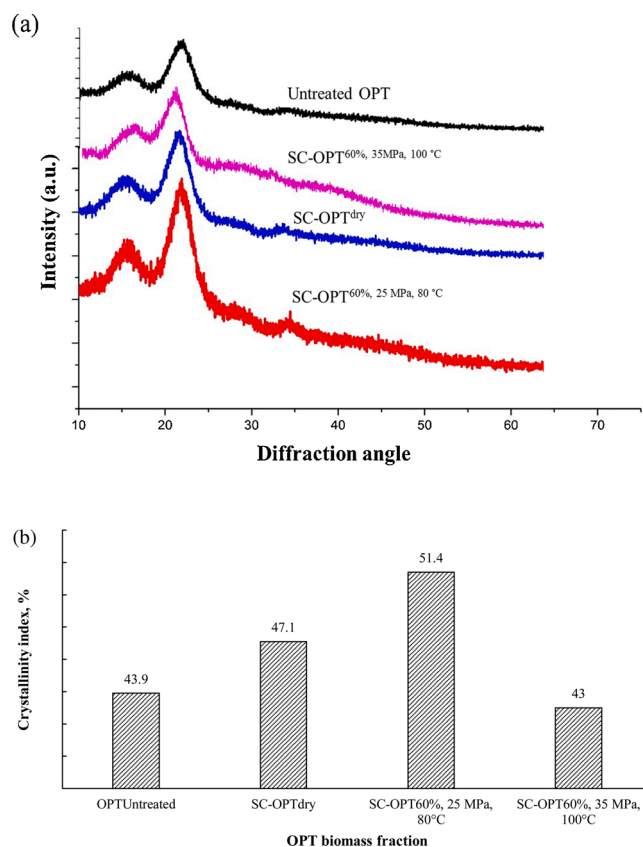 (a)
Intensity (a.u.)
Untreated OPT
SC-OPT60%, 35MPa, 100 °C
SC-OPTdry
SC-OPT60%, 25 MPa, 80 °C
10 20 30 40 50 60 70
Diffraction angle
(b)
Crystallinity index, %
43.9
47.1
51.4
43
OPTUntreated SC-OPTdry SC-OPT60%, 25 MPa, SC-OPT60%, 35 MPa,
80°C 100°C
OPT biomass fraction